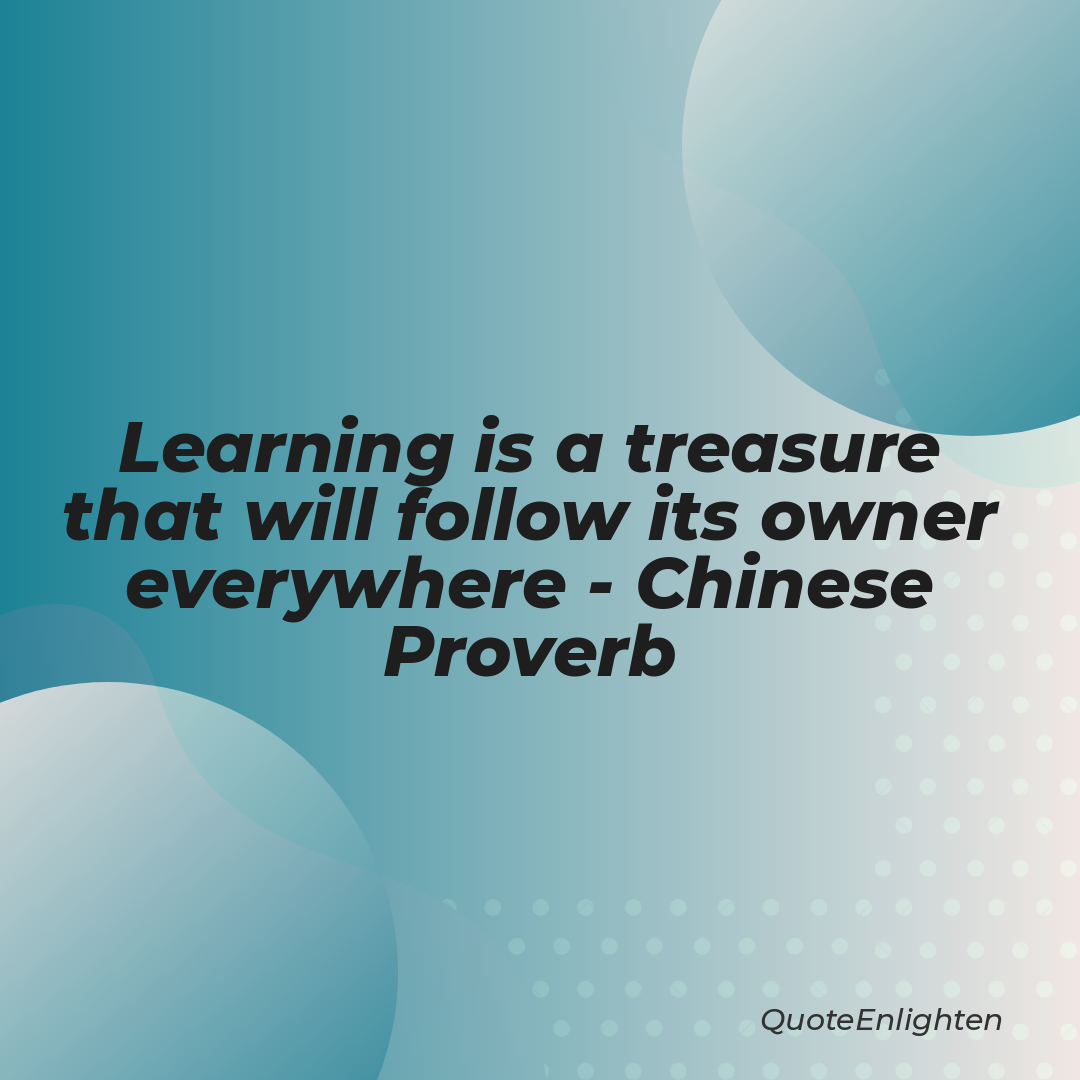 Learning is a treasure
that will follow its owner
everywhere - Chinese
Proverb
QuoteEnlighten